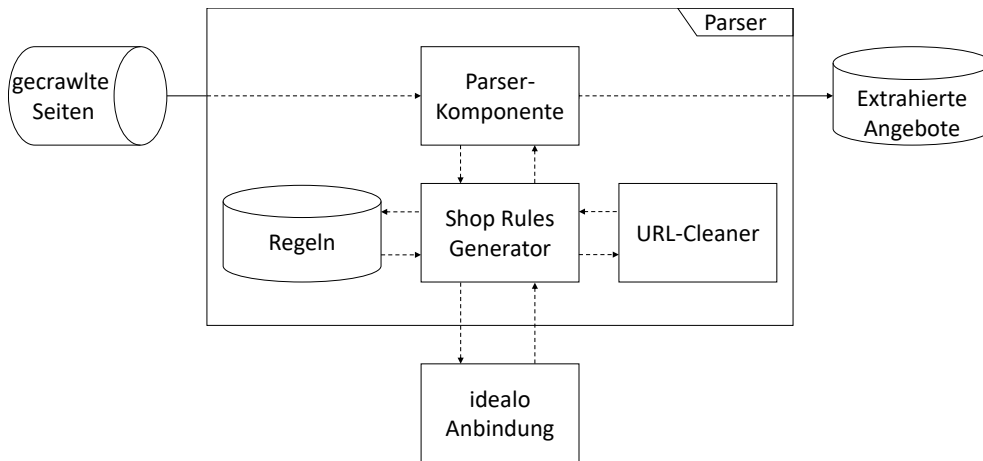 Parser
gecrawlte
Seiten
Parser-
Komponente
Extrahierte
Angebote
Regeln
Shop Rules
Generator
URL-Cleaner
idealo
Anbindung